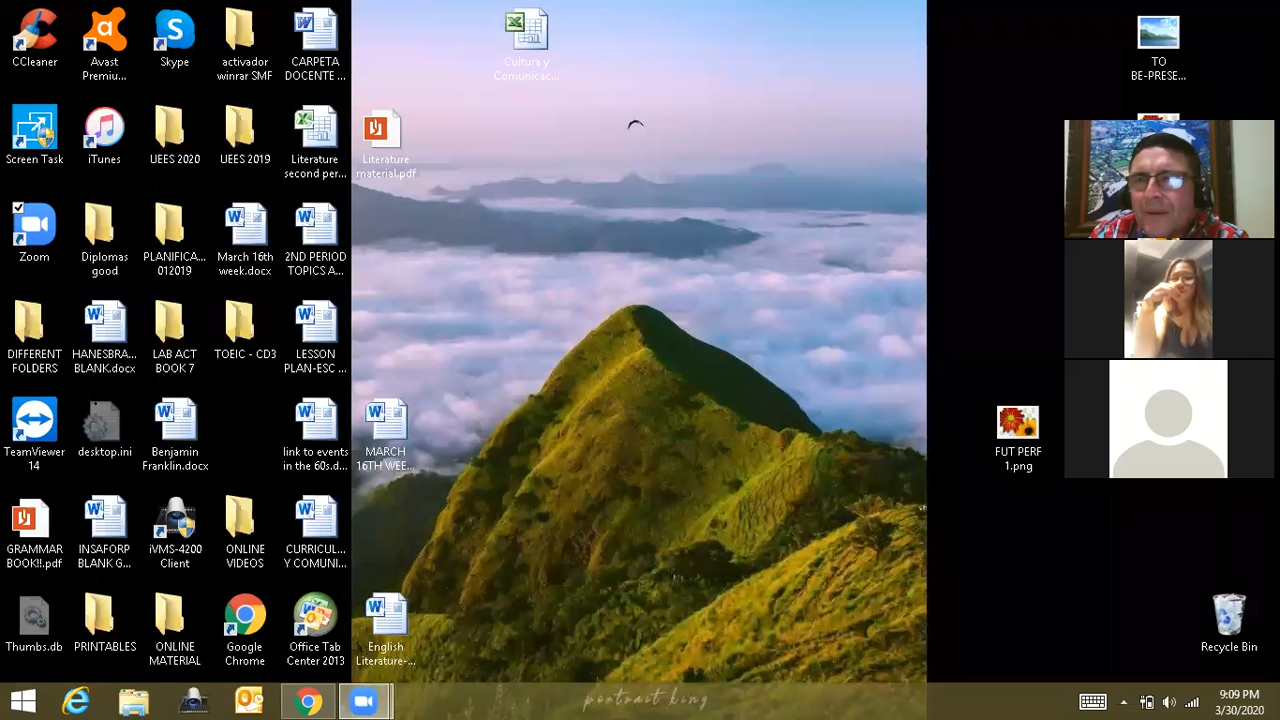 CCleaner
Avast
Premiu...
Skype
activador
winrar SMF
CARPETA
DOCENTE ...
Cultura y
Comunicac...
TO
BE-PRESE...
Screen Task
iTunes
UEES 2020
UEES 2019
Literature
second per...
Literature
material.pdf
Zoom
Diplomas
good
PLANIFICA...
012019
March 16th
week.docx
2ND PERIOD
TOPICS A...
DIFFERENT
FOLDERS
HANESBRA...
BLANK.docx
LAB ACT
BOOK 7
TOEIC - CD3
LESSON
PLAN-ESC ...
TeamViewer
14
desktop.ini
Benjamin
Franklin.docx
link to events
in the 60s.d...
MARCH
16TH WEE...
FUT PERF
1.png
GRAMMAR
BOOK!!.pdf
INSAFORP
BLANK G...
iVMS-4200
Client
ONLINE
VIDEOS
CURRICUL...
Y COMUNI...
Thumbs.db
PRINTABLES
ONLINE
MATERIAL
Google
Chrome
Office Tab
Center 2013
English
Literature-...
Recycle Bin
portrait king
9:09 PM
3/30/2020